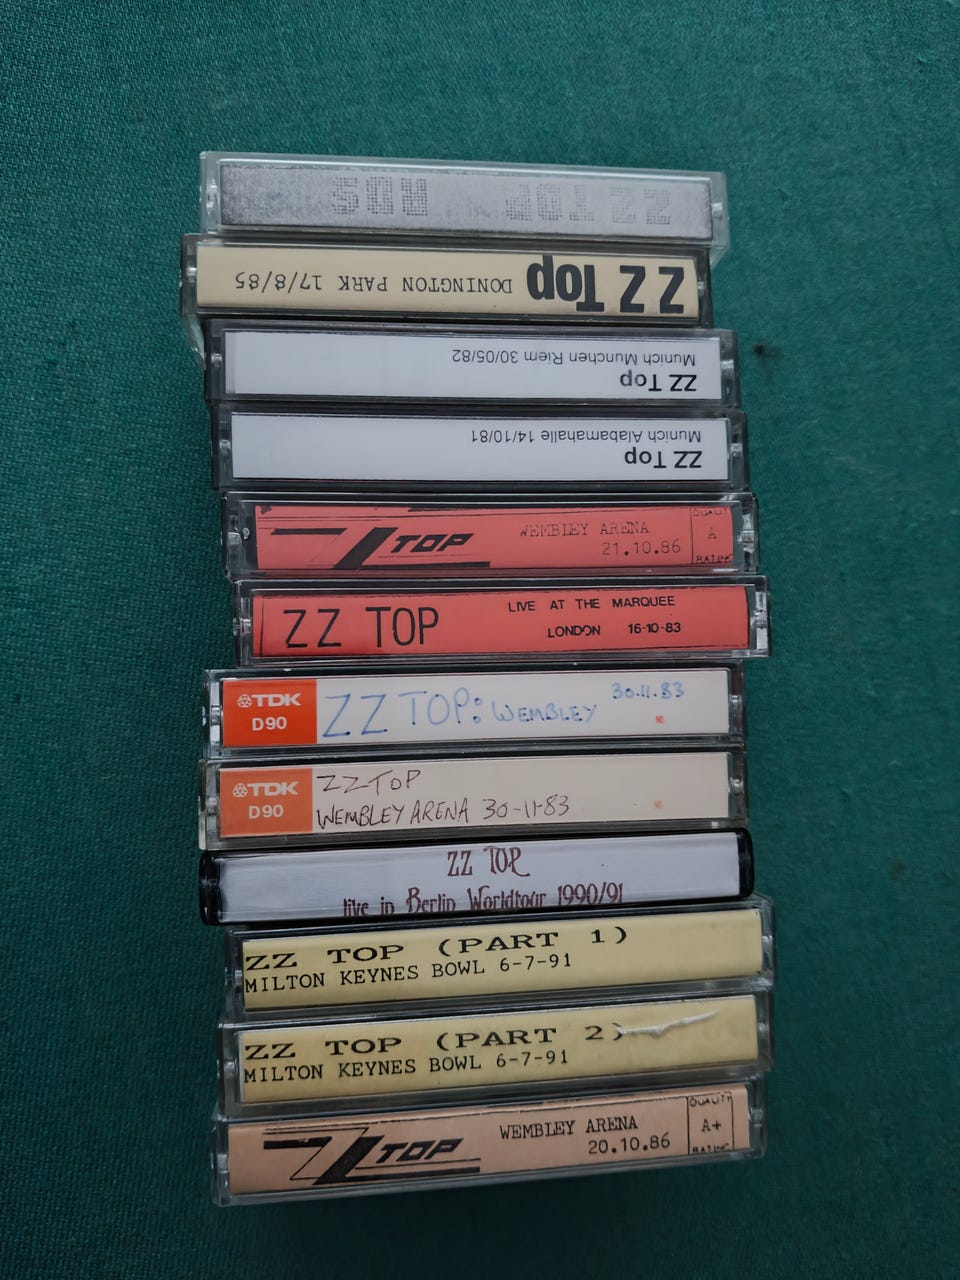 ZZ TOP
ZZ Top DONINGTON PARK 17/8/85
ZZ Top
Munich Munchen Riem 30/05/82
ZZ Top
Munich Alabamahalle 14/10/81
ZZ TOP
WEMBLEY ARENA
21.10.86
QUALITY
A
RATING
ZZ TOP
LIVE AT THE MARQUEE
LONDON 16-10-83
TDK
D90
ZZ TOP: WEMBLEY
30.11.83
TDK
D90
ZZ TOP
WEMBLEY ARENA 30-11-83
ZZ TOP
live in Berlin Worldtour 1990/91
ZZ TOP (PART 1)
MILTON KEYNES BOWL 6-7-91
ZZ TOP (PART 2)
MILTON KEYNES BOWL 6-7-91
ZZ TOP
WEMBLEY ARENA
20.10.86
QUALITY
A+
RATING